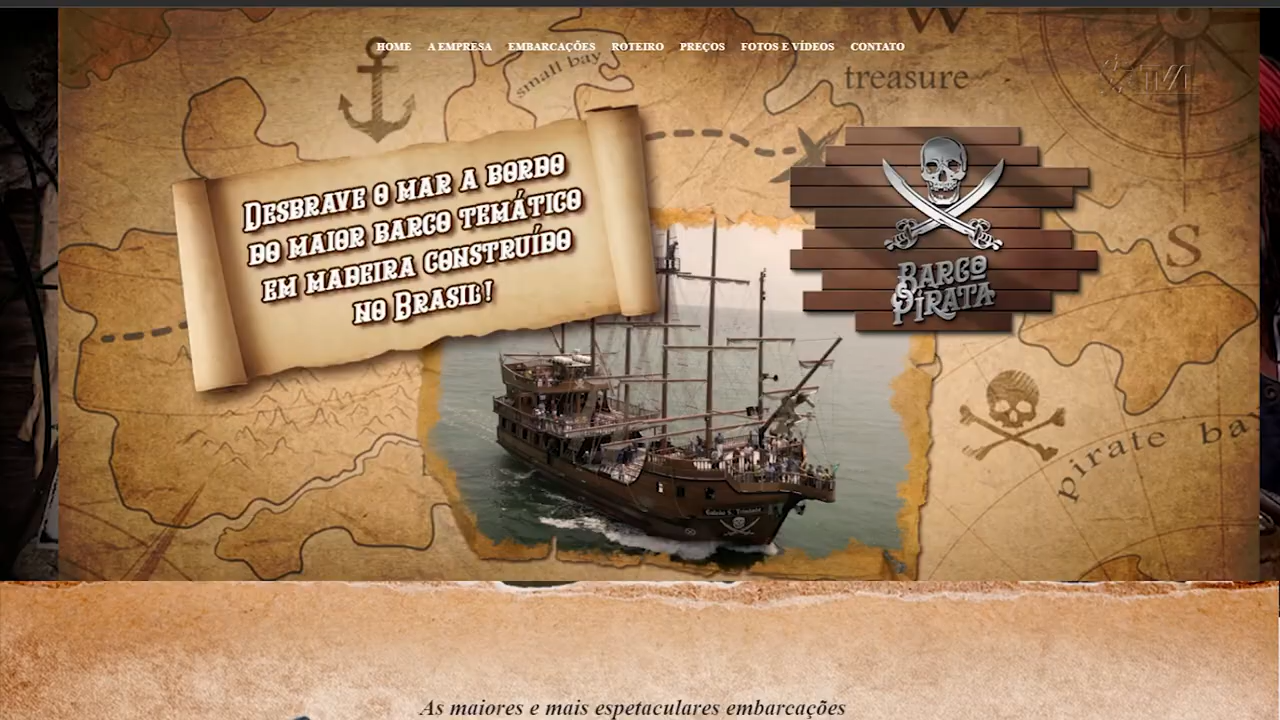 W
HOME A EMPRESA EMBARCAÇÕES ROTEIRO PREÇOS FOTOS E VÍDEOS CONTATO
small bay
treasure
DESBRAVE O MAR A BORDO
DO MAIOR BARCO TEMÁTICO
EM MADEIRA CONSTRUÍDO
NO BRASIL!
BARCO
PIRATA
S
pirate ba
As maiores e mais espetaculares embarcações